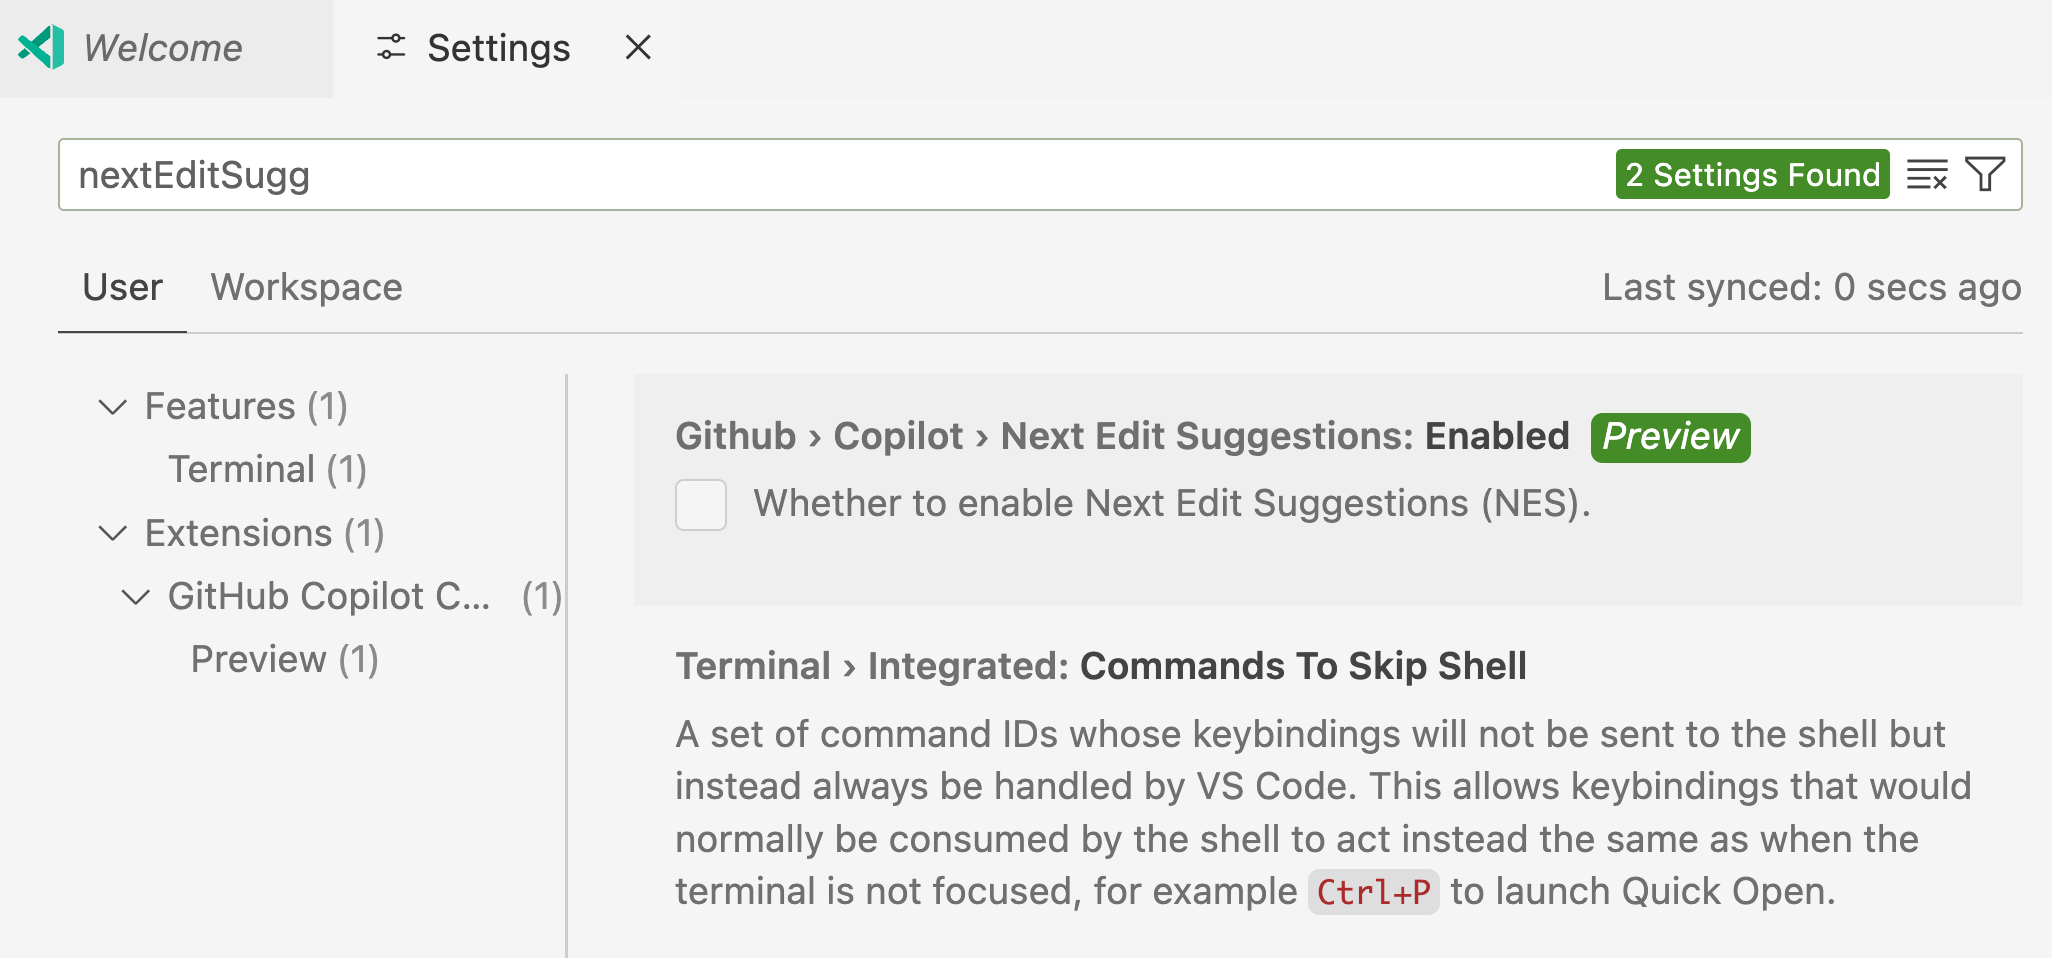 Welcome
Settings
nextEditSugg
2 Settings Found
User
Workspace
Last synced: 0 secs ago
Features (1)
Terminal (1)
Extensions (1)
GitHub Copilot C... (1)
Preview (1)
Github › Copilot › Next Edit Suggestions: Enabled Preview
Whether to enable Next Edit Suggestions (NES).
Terminal › Integrated: Commands To Skip Shell
A set of command IDs whose keybindings will not be sent to the shell but
instead always be handled by VS Code. This allows keybindings that would
normally be consumed by the shell to act instead the same as when the
terminal is not focused, for example Ctrl+P to launch Quick Open.